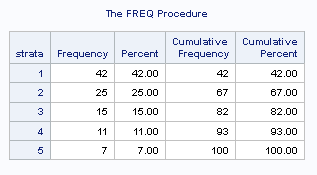 The FREQ Procedure
strata Frequency Percent Cumulative Frequency Cumulative Percent
1 42 42.00 42 42.00
2 25 25.00 67 67.00
3 15 15.00 82 82.00
4 11 11.00 93 93.00
5 7 7.00 100 100.00